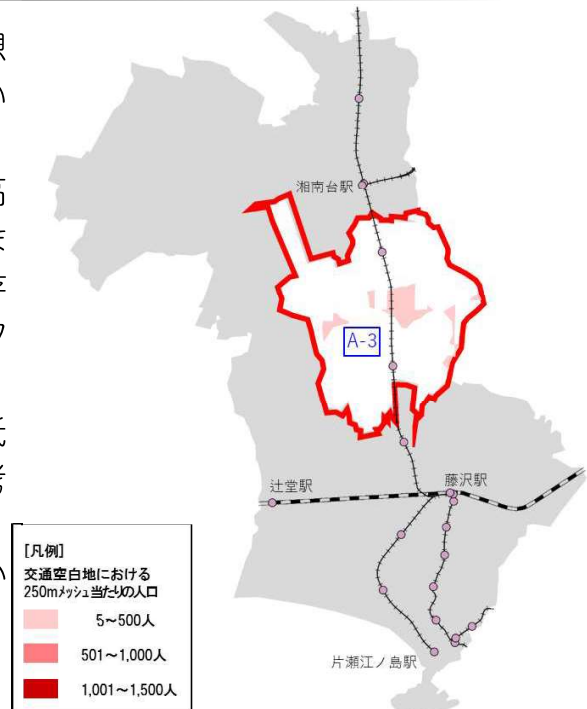 湘南台駅
A-3
辻堂駅
藤沢駅
片瀬江ノ島駅
[凡例]
交通空白地における
250mメッシュ当たりの人口
5~500人
501~1,000人
1,001~1,500人